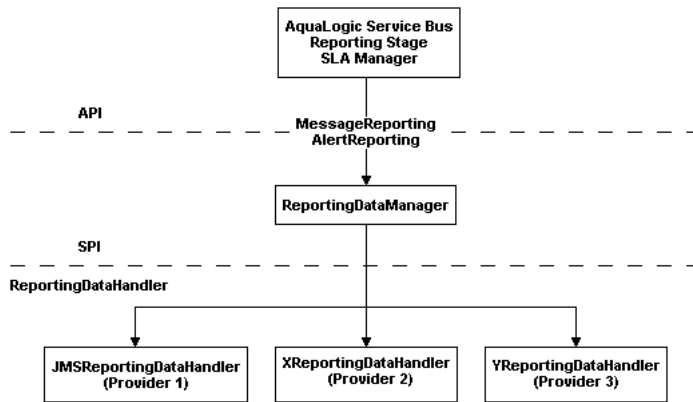 AquaLogic Service Bus
Reporting Stage
SLA Manager
API
MessageReporting
AlertReporting
ReportingDataManager
SPI
ReportingDataHandler
JMSReportingDataHandler
(Provider 1)
XReportingDataHandler
(Provider 2)
YReportingDataHandler
(Provider 3)